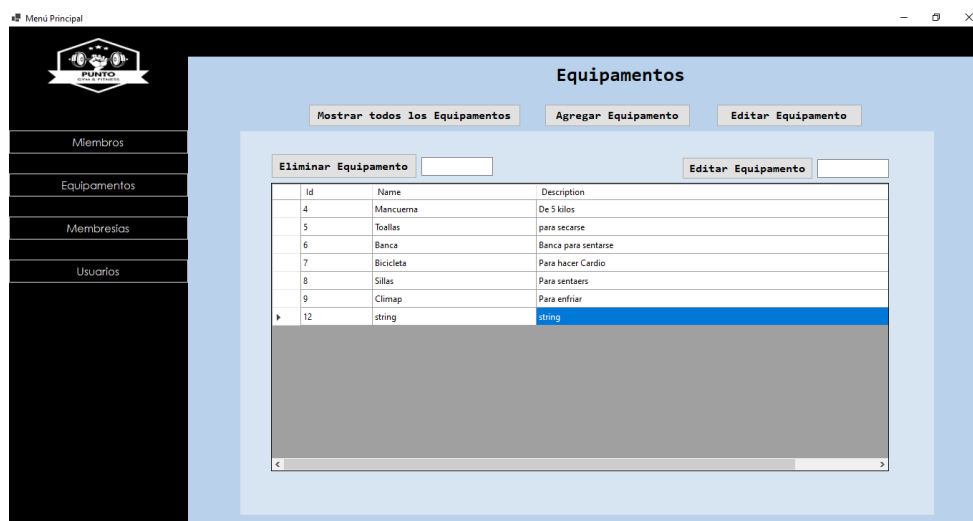 Menú Principal
PUNTO
GYM & FITNESS
Equipamentos
Mostrar todos los Equipamentos Agregar Equipamento Editar Equipamento
Miembros
Equipamentos
Membresias
Usuarios
Eliminar Equipamento Editar Equipamento
Id Name Description
4 Mancuerna De 5 kilos
5 Toallas para secarse
6 Banca Banca para sentarse
7 Bicicleta Para hacer Cardio
8 Sillas Para sentaers
9 Climap Para enfriar
12 string string